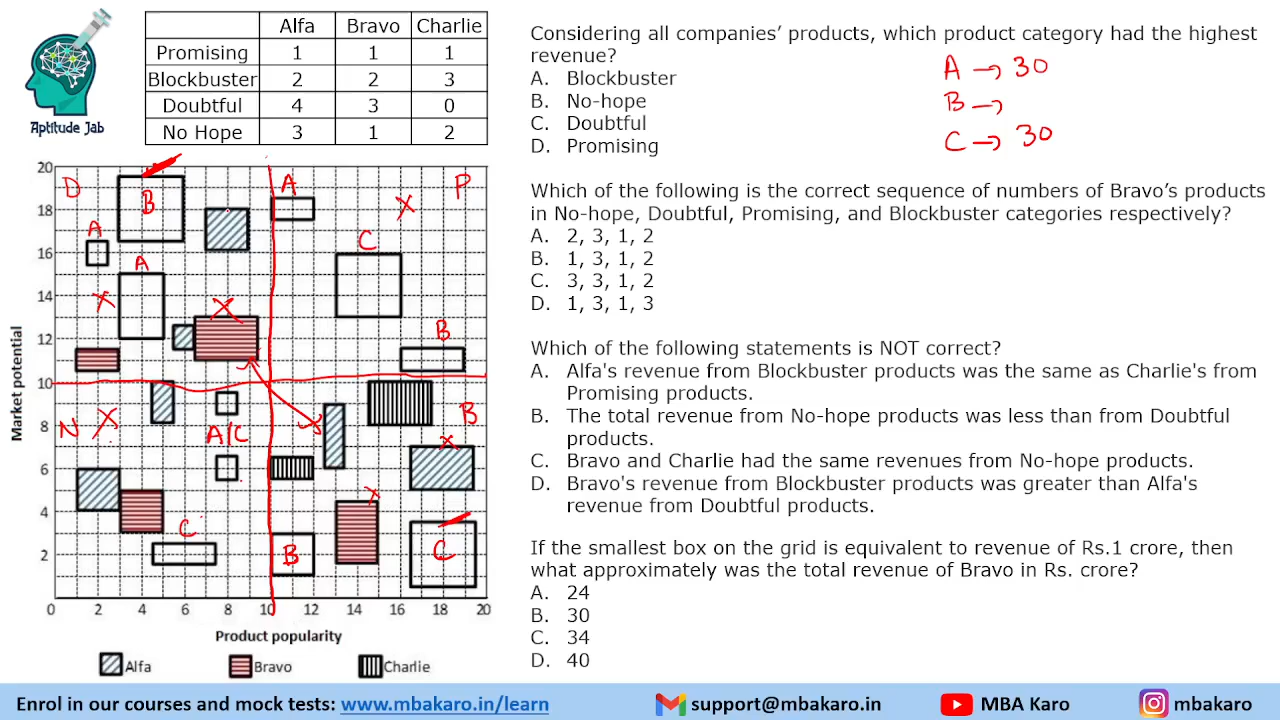 Aptitude Jab
Alfa Bravo Charlie
Promising 1 1 1
Blockbuster 2 2 3
Doubtful 4 3 0
No Hope 3 1 2
Considering all companies’ products, which product category had the highest
revenue?
A. Blockbuster
B. No-hope
C. Doubtful
D. Promising
A → 30
B →
C → 30
Which of the following is the correct sequence of numbers of Bravo’s products
in No-hope, Doubtful, Promising, and Blockbuster categories respectively?
A. 2, 3, 1, 2
B. 1, 3, 1, 2
C. 3, 3, 1, 2
D. 1, 3, 1, 3
Which of the following statements is NOT correct?
A. Alfa's revenue from Blockbuster products was the same as Charlie's from
Promising products.
B. The total revenue from No-hope products was less than from Doubtful
products.
C. Bravo and Charlie had the same revenues from No-hope products.
D. Bravo's revenue from Blockbuster products was greater than Alfa's
revenue from Doubtful products.
If the smallest box on the grid is equivalent to revenue of Rs.1 crore, then
what approximately was the total revenue of Bravo in Rs. crore?
A. 24
B. 30
C. 34
D. 40
Market potential
20
18
16
14
12
10
8
6
4
2
D B A P
A C
A X
X X
B
N X A/C B
X
X
C B C
0 2 4 6 8 10 12 14 16 18 20
Product popularity
Alfa Bravo Charlie
Enrol in our courses and mock tests: www.mbakaro.in/learn support@mbakaro.in MBA Karo mbakaro